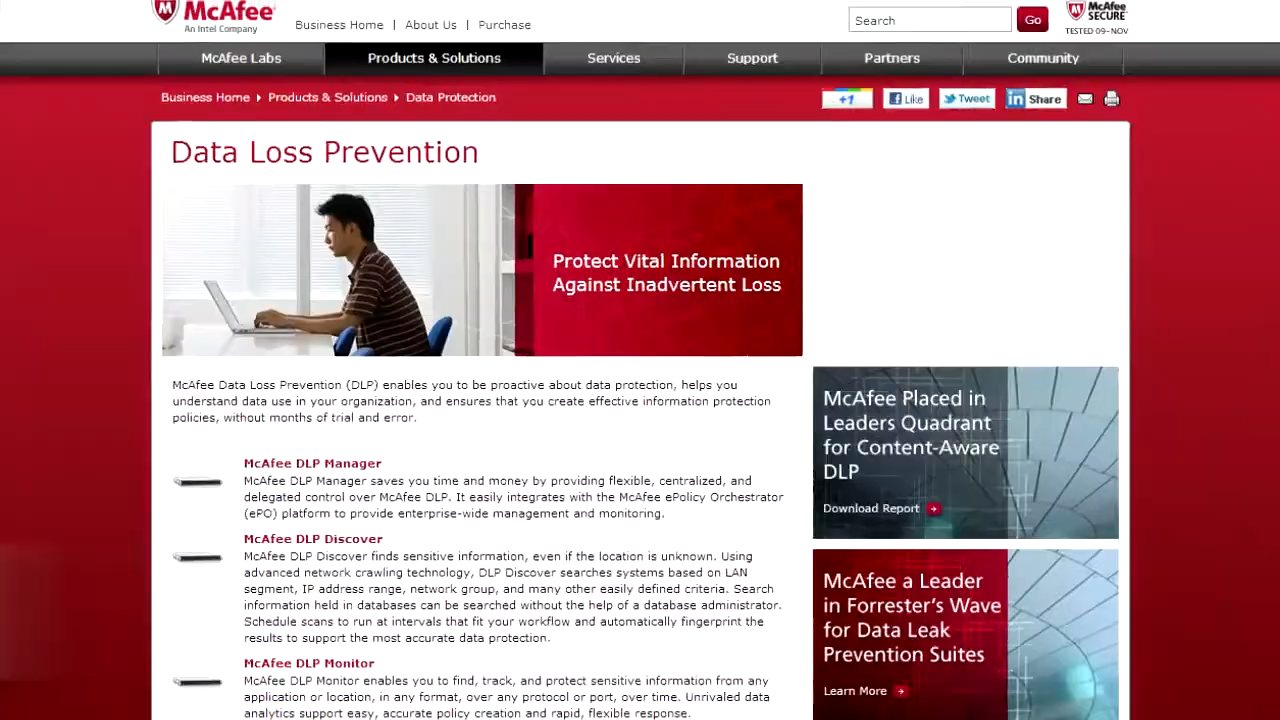 McAfee
An Intel Company
Business Home | About Us | Purchase
Search
Go
McAfee
SECURE
TESTED 09-NOV
McAfee Labs
Products & Solutions
Services
Support
Partners
Community
Business Home
Products & Solutions
Data Protection
+1
Like
Tweet
in Share
Data Loss Prevention
Protect Vital Information
Against Inadvertent Loss
McAfee Data Loss Prevention (DLP) enables you to be proactive about data protection, helps you
understand data use in your organization, and ensures that you create effective information protection
policies, without months of trial and error.
McAfee DLP Manager
McAfee DLP Manager saves you time and money by providing flexible, centralized, and
delegated control over McAfee DLP. It easily integrates with the McAfee ePolicy Orchestrator
(ePO) platform to provide enterprise-wide management and monitoring.
McAfee DLP Discover
McAfee DLP Discover finds sensitive information, even if the location is unknown. Using
advanced network crawling technology, DLP Discover searches systems based on LAN
segment, IP address range, network group, and many other easily defined criteria. Search
information held in databases can be searched without the help of a database administrator.
Schedule scans to run at intervals that fit your workflow and automatically fingerprint the
results to support the most accurate data protection.
McAfee DLP Monitor
McAfee DLP Monitor enables you to find, track, and protect sensitive information from any
application or location, in any format, over any protocol or port, over time. Unrivaled data
analytics support easy, accurate policy creation and rapid, flexible response.
McAfee Placed in
Leaders Quadrant
for Content-Aware
DLP
Download Report
McAfee a Leader
in Forrester's Wave
for Data Leak
Prevention Suites
Learn More